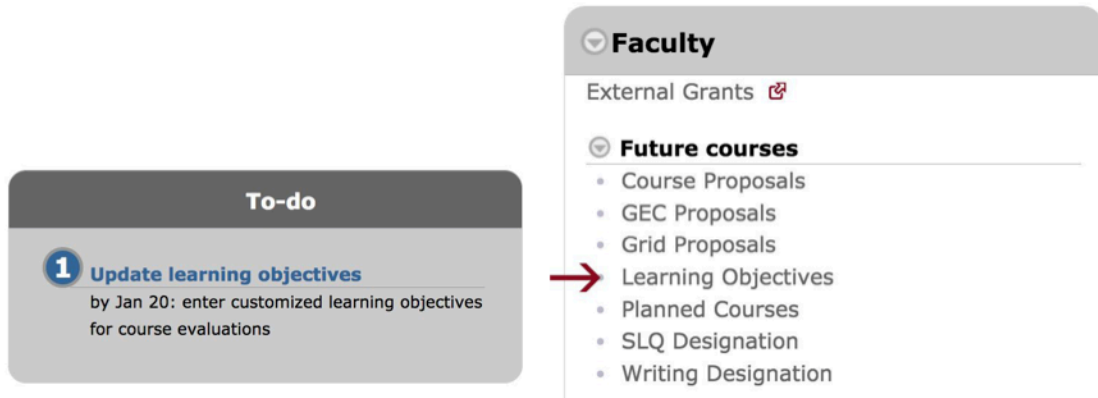 To-do
1
Update learning objectives
by Jan 20: enter customized learning objectives
for course evaluations
Faculty
External Grants
Future courses
Course Proposals
GEC Proposals
Grid Proposals
Learning Objectives
Planned Courses
SLQ Designation
Writing Designation